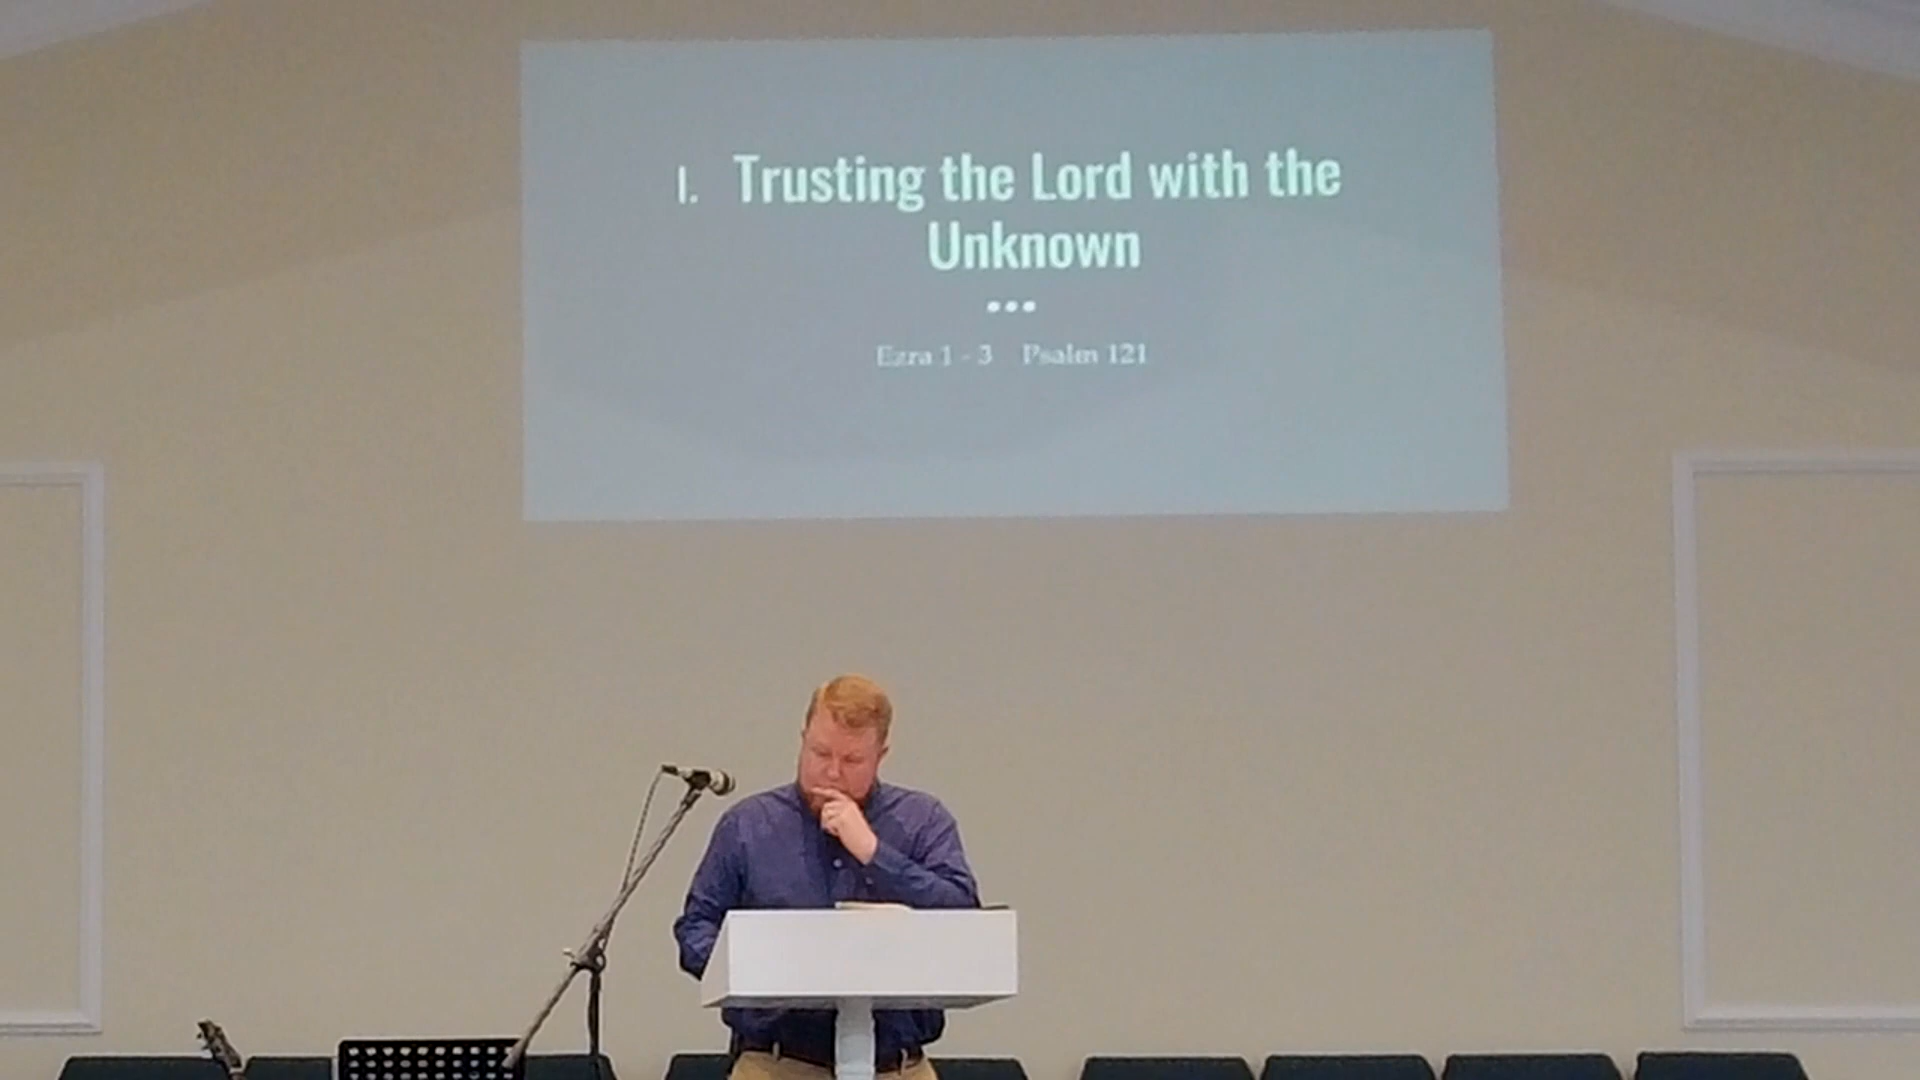 I. Trusting the Lord with the
Unknown
Ezra 1 - 3 Psalm 121